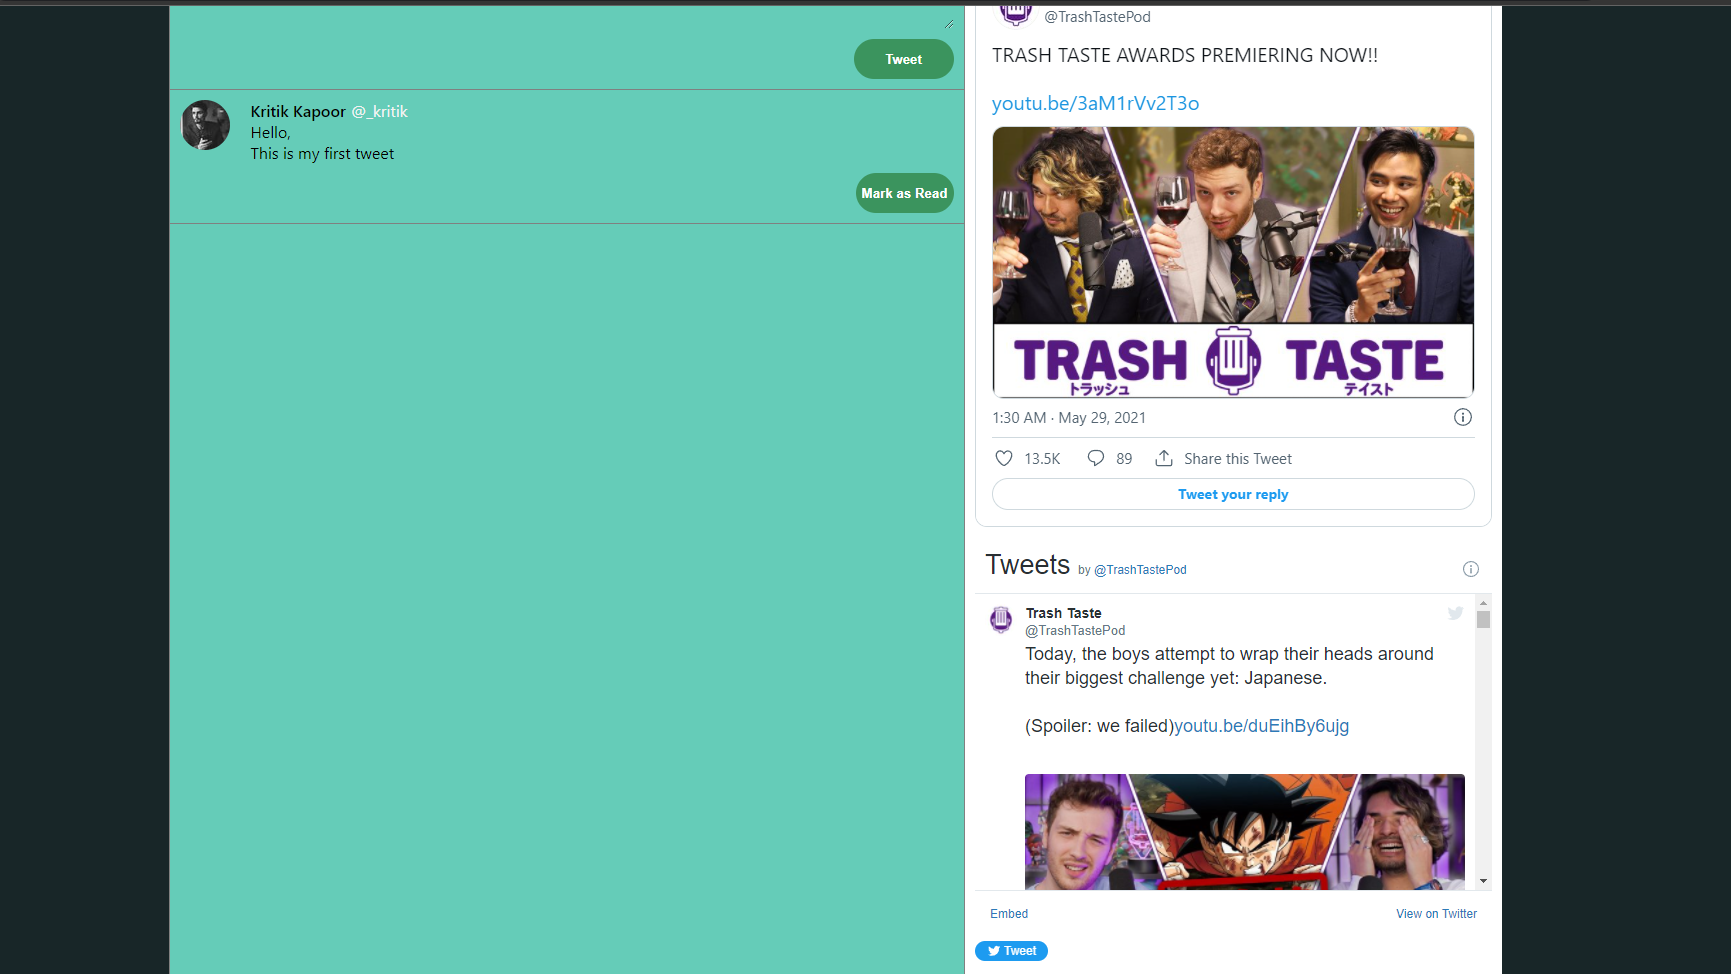 Tweet
Kritik Kapoor @_kritik
Hello,
This is my first tweet
Mark as Read
@TrashTastePod
TRASH TASTE AWARDS PREMIERING NOW!!
youtu.be/3aM1rVv2T3o
TRASH TASTE
トラッシュ テイスト
1:30 AM · May 29, 2021
13.5K 89 Share this Tweet
Tweet your reply
Tweets by @TrashTastePod
Trash Taste
@TrashTastePod
Today, the boys attempt to wrap their heads around
their biggest challenge yet: Japanese.
(Spoiler: we failed)youtu.be/duEihBy6ujg
Embed View on Twitter
Tweet